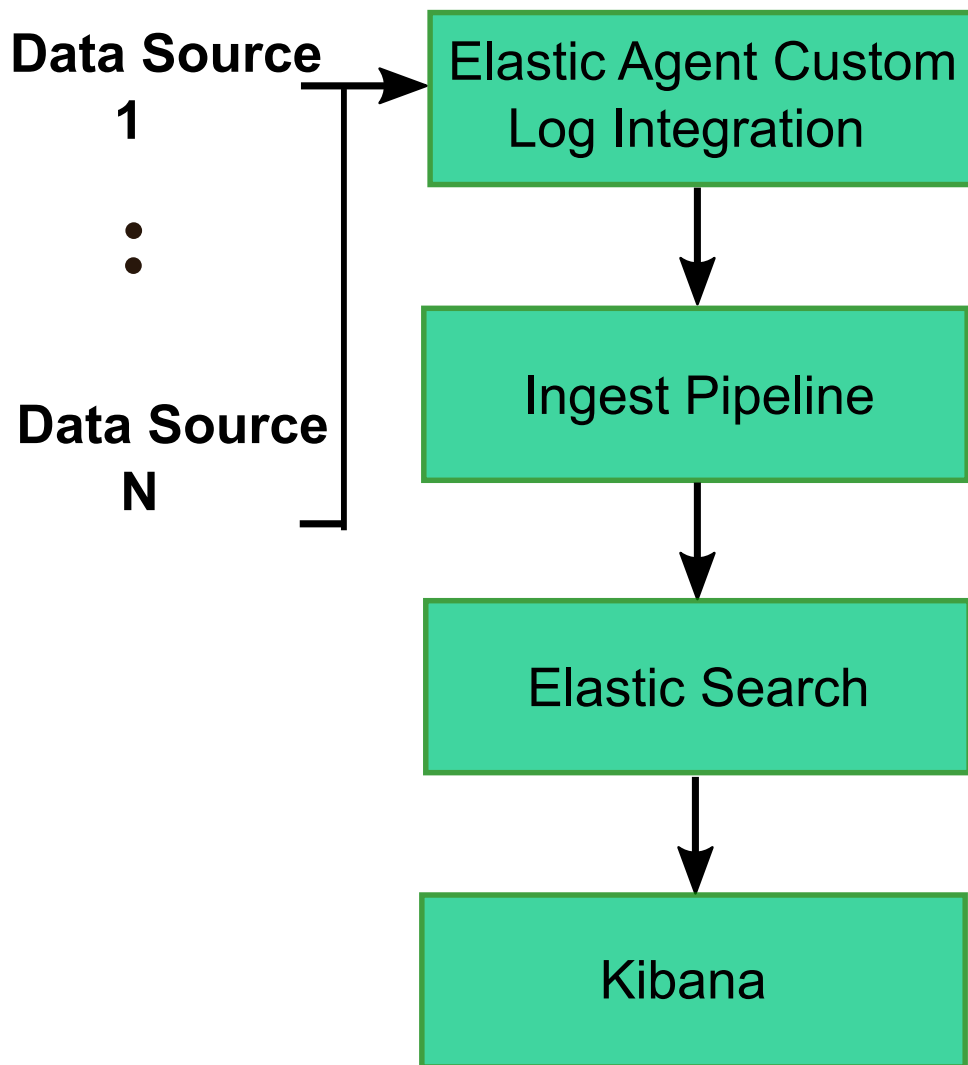 Data Source
1
Data Source
N
Elastic Agent Custom
Log Integration
Ingest Pipeline
Elastic Search
Kibana